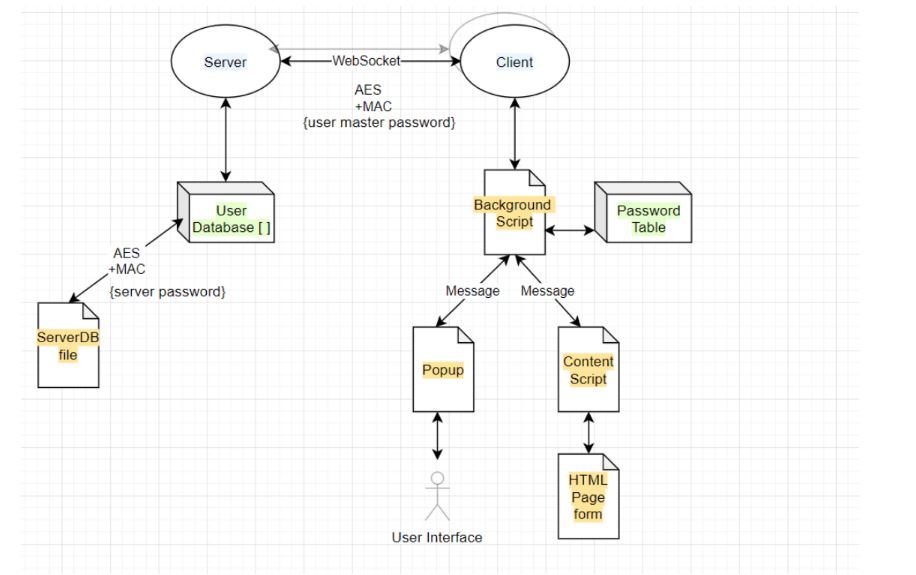 Server
WebSocket
Client
AES
+MAC
{user master password}
User
Database [ ]
Background
Script
Password
Table
AES
+MAC
{server password}
Message
Message
ServerDB
file
Popup
Content
Script
HTML
Page
form
User Interface